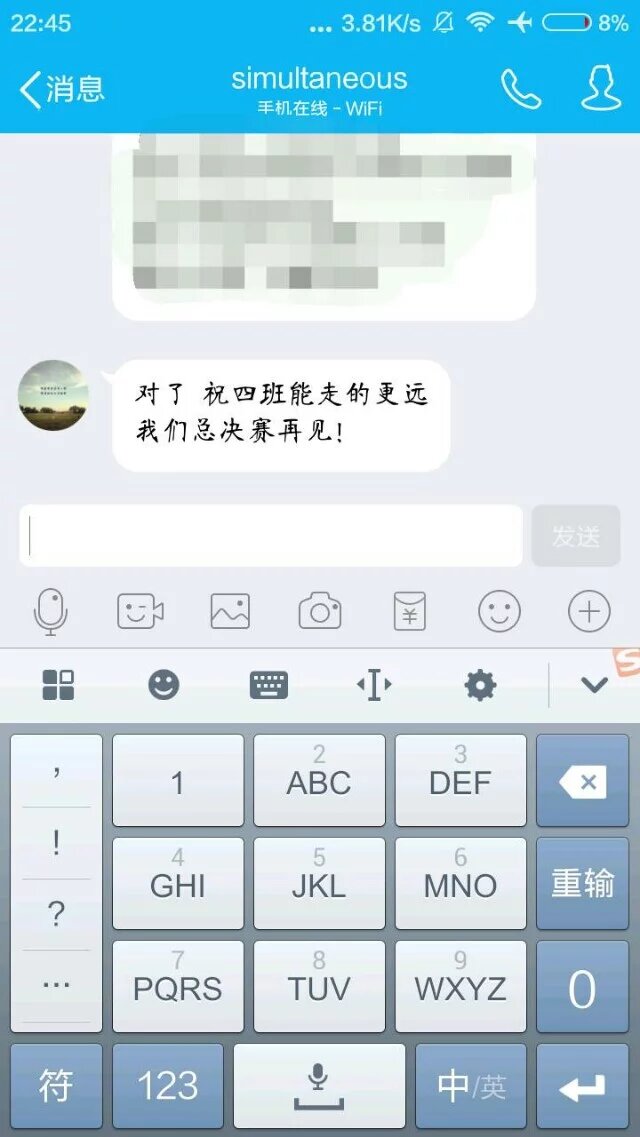 22:45
... 3.81K/s 8%
消息
simultaneous
手机在线 - WiFi
对了 祝四班能走的更远
我们总决赛再见!
发送
¥
S
,
!
?
...
1
2
ABC
3
DEF
4
GHI
5
JKL
6
MNO
重输
7
PQRS
8
TUV
9
WXYZ
0
符
123
中/英